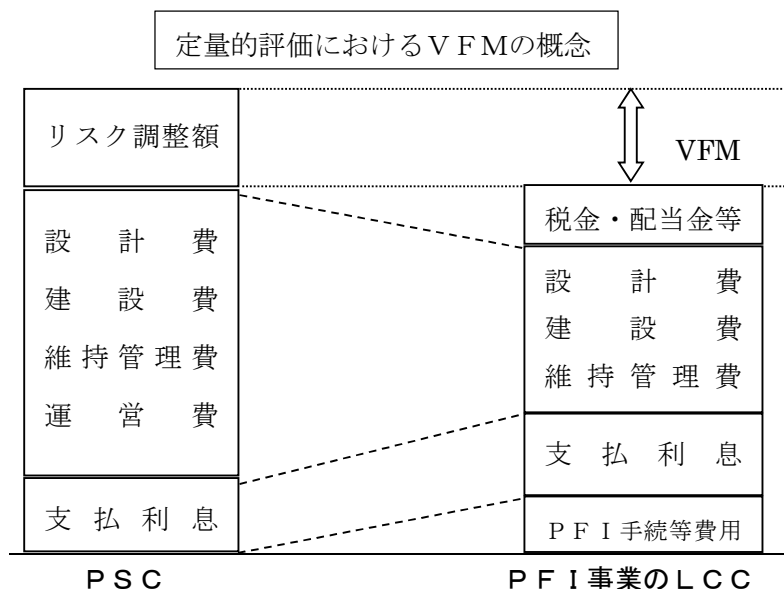 定量的評価におけるＶＦＭの概念
リスク調整額
設計費
建設費
維持管理費
運営費
支払利息
ＰＳＣ
VFM
税金・配当金等
設計費
建設費
維持管理費
支払利息
ＰＦＩ手続等費用
ＰＦＩ事業のＬＣＣ